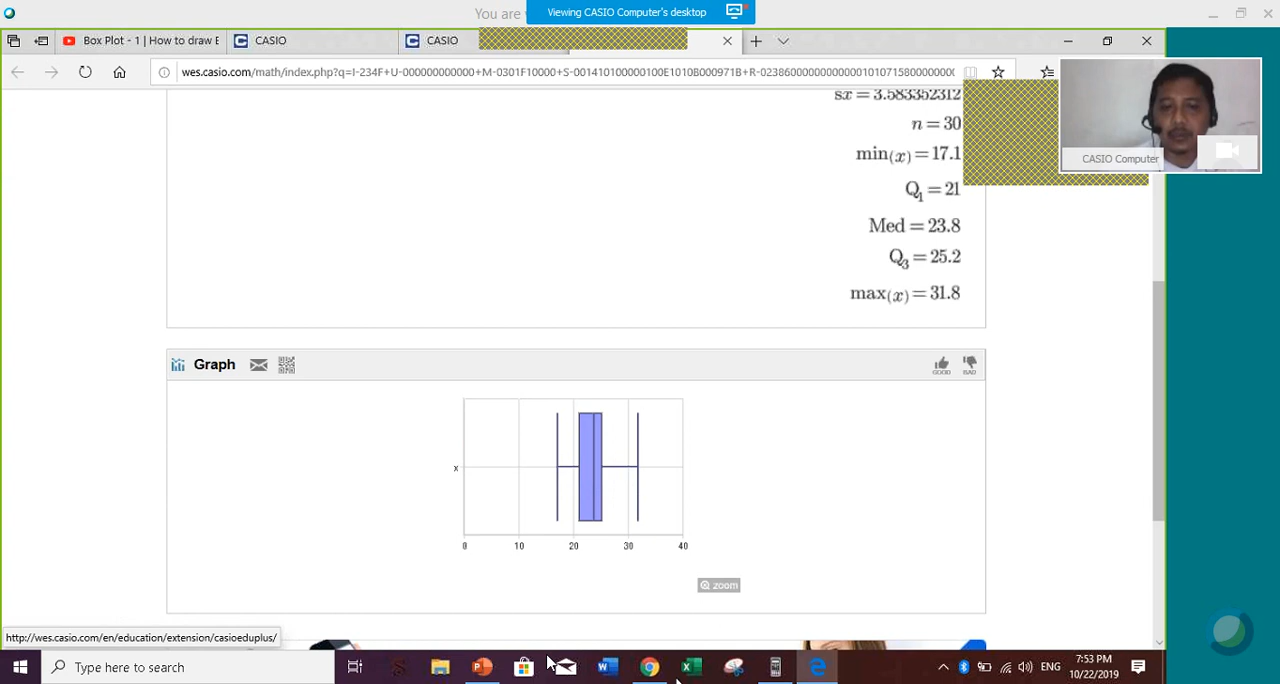 You are
Viewing CASIO Computer's desktop
Box Plot - 1 | How to draw B
CASIO
CASIO
wes.casio.com/math/index.php?q=I-234F+U-000000000000+M-0301F10000+S-001410100000100E1010B000971B+R-0238600000000000010107158000000
sx = 3.583352312
n = 30
min(x) = 17.1
Q1 = 21
Med = 23.8
Q3 = 25.2
max(x) = 31.8
CASIO Computer
Graph
GOOD
BAD
x
0 10 20 30 40
zoom
http://wes.casio.com/en/education/extension/casioeduplus/
Type here to search
ENG
7:53 PM
10/22/2019